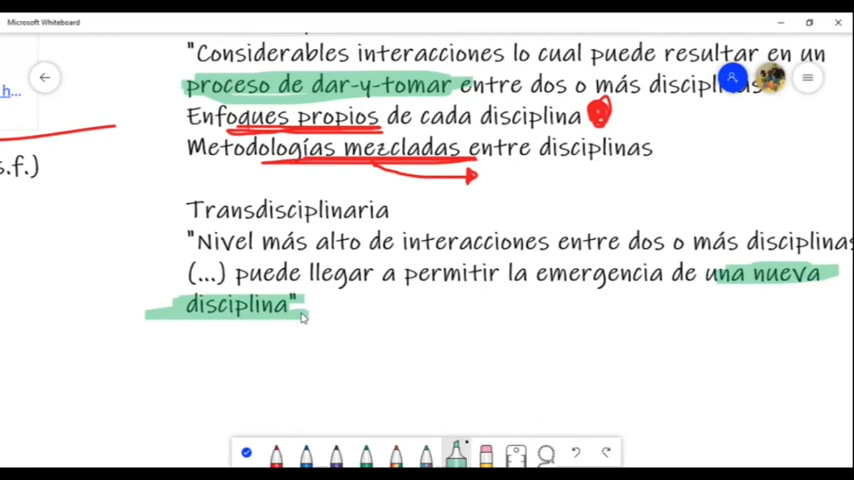 Microsoft Whiteboard
"Considerables interacciones lo cual puede resultar en un
h...
proceso de dar-y-tomar entre dos o más disciplinas
Enfoques propios de cada disciplina
Metodologías mezcladas entre disciplinas
s.f.)
Transdisciplinaria
"Nivel más alto de interacciones entre dos o más disciplinas
(...) puede llegar a permitir la emergencia de una nueva
disciplina"